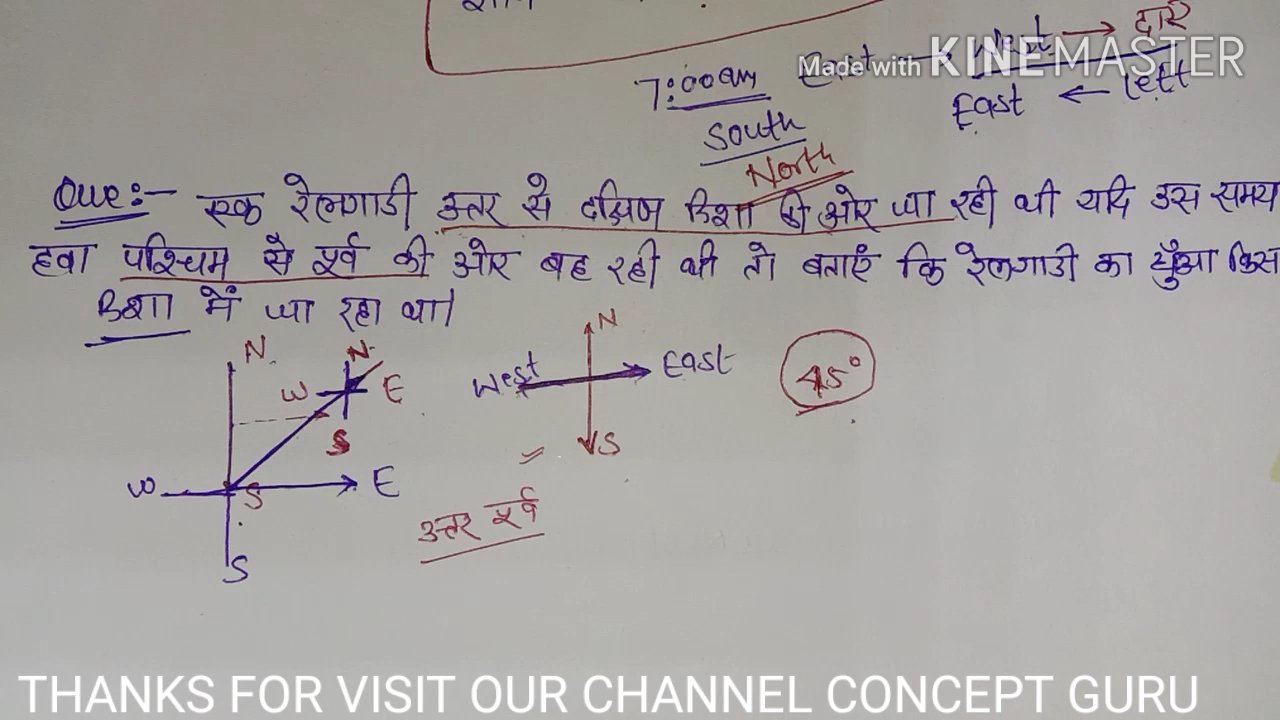 West → दाएं
Made with KINEMASTER
7:00am East →
East ← left
South
North
Que:- एक रेलगाडी उत्तर से दक्षिण दिशा की ओर जा रही थी यदि उस समय
हवा पश्चिम से पूर्व की ओर बह रही थी तो बताएं कि रेलगाडी का धुँआ किस
दिशा में जा रहा था।
N N
W E West East 45°
S S
W S E
उत्तर पूर्व
S
THANKS FOR VISIT OUR CHANNEL CONCEPT GURU